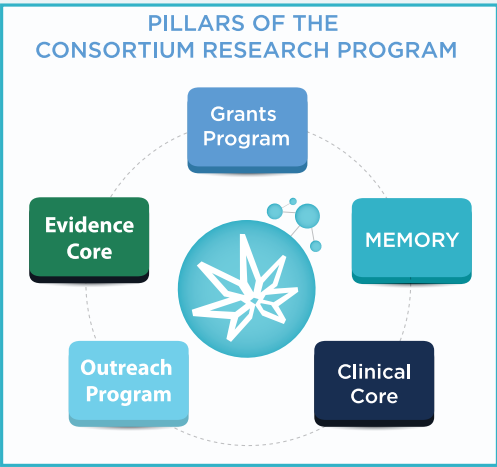 PILLARS OF THE
CONSORTIUM RESEARCH PROGRAM
Grants
Program
Evidence
Core
MEMORY
Outreach
Program
Clinical
Core